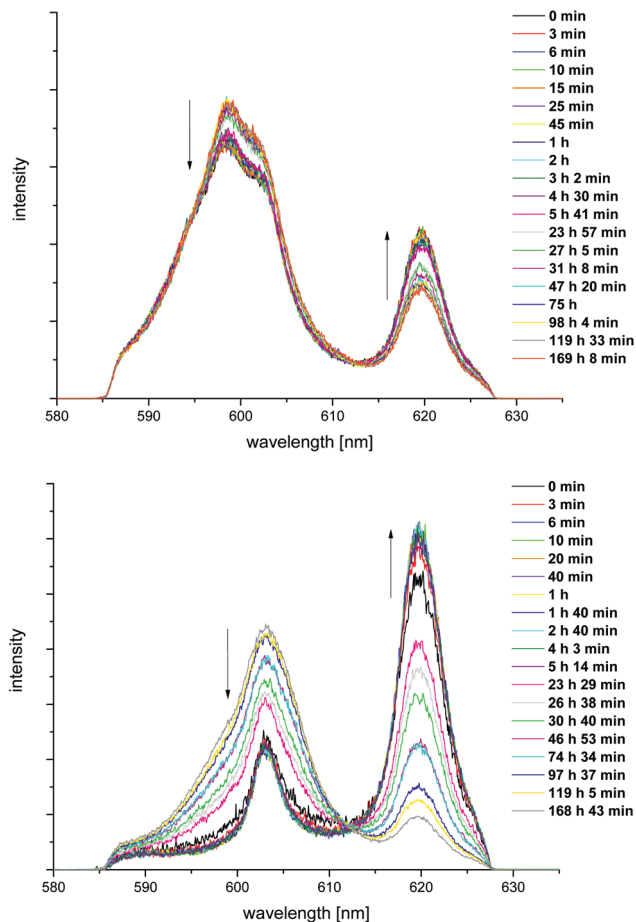 intensity
0 min
3 min
6 min
10 min
15 min
25 min
45 min
1 h
2 h
3 h 2 min
4 h 30 min
5 h 41 min
23 h 57 min
27 h 5 min
31 h 8 min
47 h 20 min
75 h
98 h 4 min
119 h 33 min
169 h 8 min
580 590 600 610 620 630
wavelength [nm]
intensity
0 min
3 min
6 min
10 min
20 min
40 min
1 h
1 h 40 min
2 h 40 min
4 h 3 min
5 h 14 min
23 h 29 min
26 h 38 min
30 h 40 min
46 h 53 min
74 h 34 min
97 h 37 min
119 h 5 min
168 h 43 min
580 590 600 610 620 630
wavelength [nm]